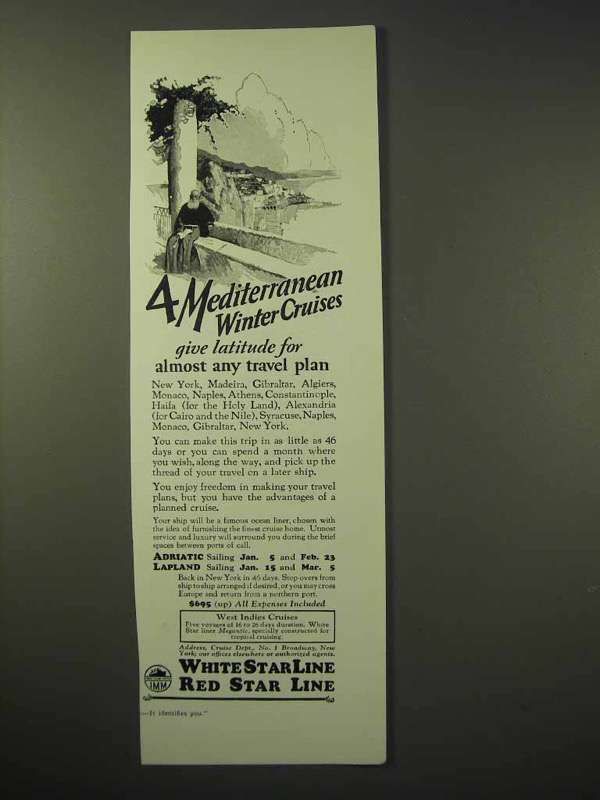 4 Mediterranean
Winter Cruises
give latitude for
almost any travel plan
New York, Madeira, Gibraltar, Algiers,
Monaco, Naples, Athens, Constantinople,
Haifa (for the Holy Land), Alexandria
(for Cairo and the Nile), Syracuse, Naples,
Monaco, Gibraltar, New York.
You can make this trip in as little as 46
days or you can spend a month where
you wish, along the way, and pick up the
thread of your travel on a later ship.
You enjoy freedom in making your travel
plans, but you have the advantages of a
planned cruise.
Your ship will be a famous ocean liner, chosen with
the idea of furnishing the finest cruise home. Utmost
service and luxury will surround you during the brief
spaces between ports of call.
ADRIATIC Sailing Jan. 5 and Feb. 23
LAPLAND Sailing Jan. 15 and Mar. 5
Back in New York in 46 days. Stop overs from
ship to ship arranged if desired, or you may cross
Europe and return from a northern port.
$695 (up) All Expenses Included
West Indies Cruises
Five voyages of 16 to 26 days duration. White
Star liner Megantic, specially constructed for
tropical cruising.
Address, Cruise Dept., No. 1 Broadway, New
York; our offices elsewhere or authorized agents.
WHITE STAR LINE
RED STAR LINE
IMM
—It identifies you."